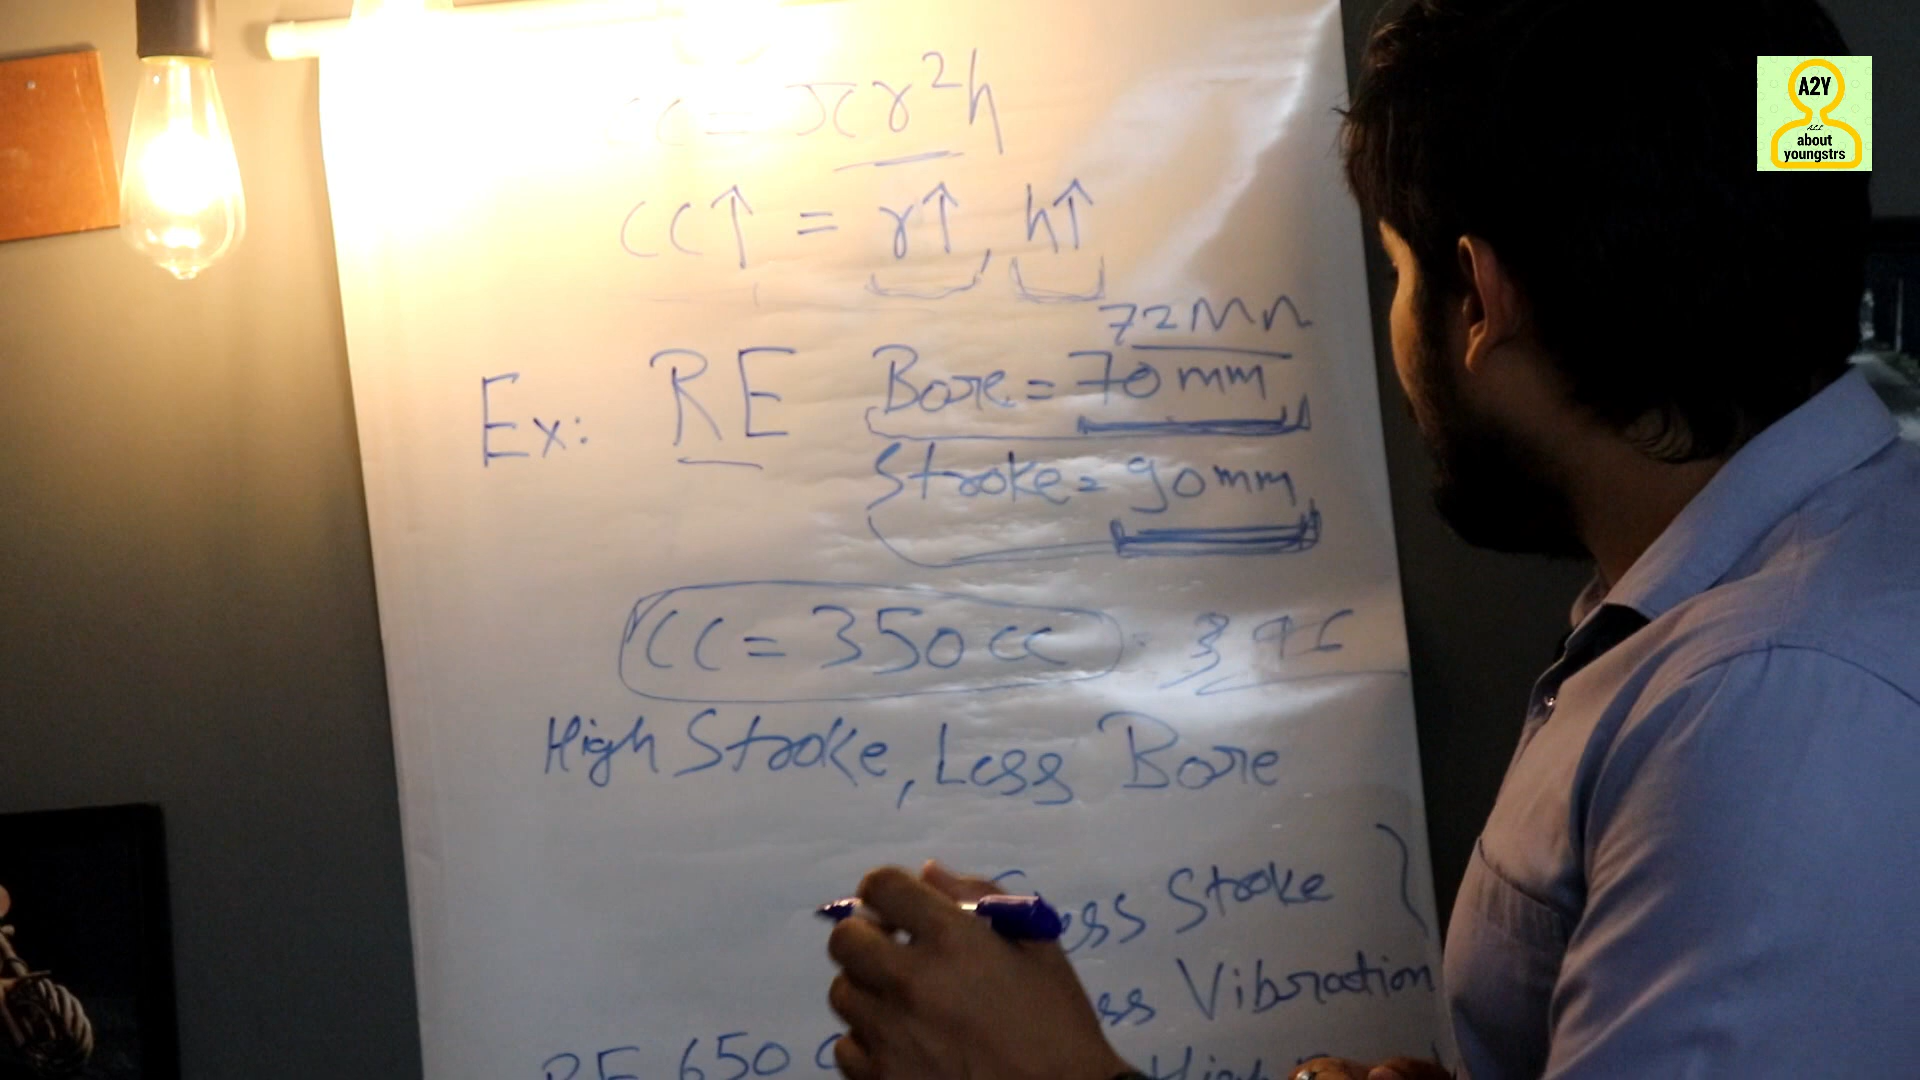 cc = πr²h
cc↑ = r↑, h↑
72mm
Ex: RE Bore = 70mm
Stroke = 90mm
cc = 350cc
High Stroke, Less Bore
Less Stroke
Vibration
RE 650
High
A2Y
All
about
youngstrs